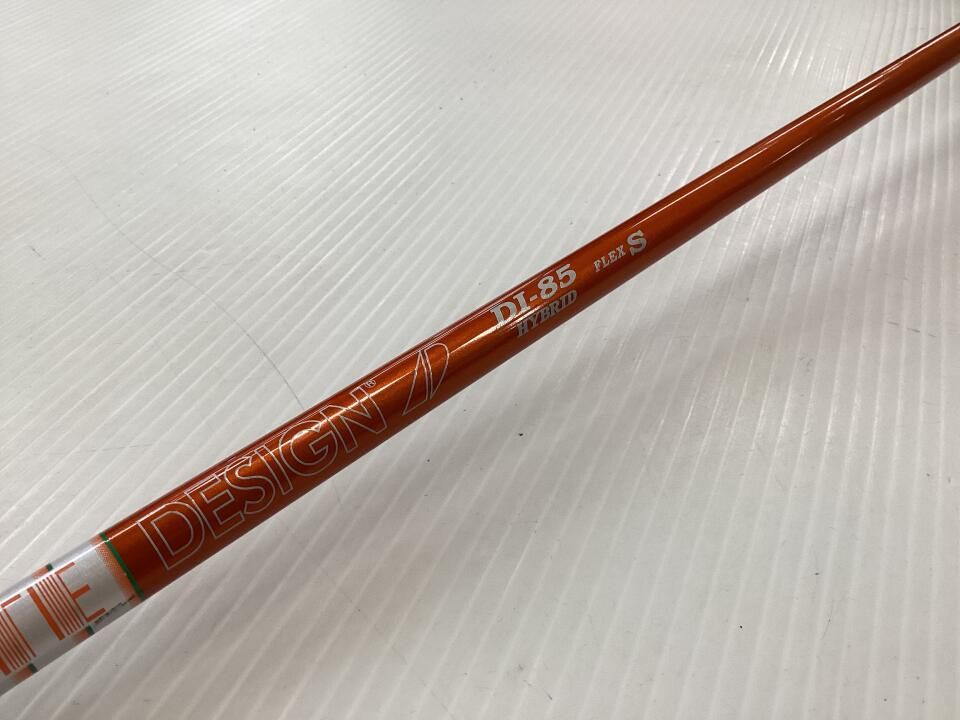 DESIGN®
DI-85
HYBRID
FLEX S